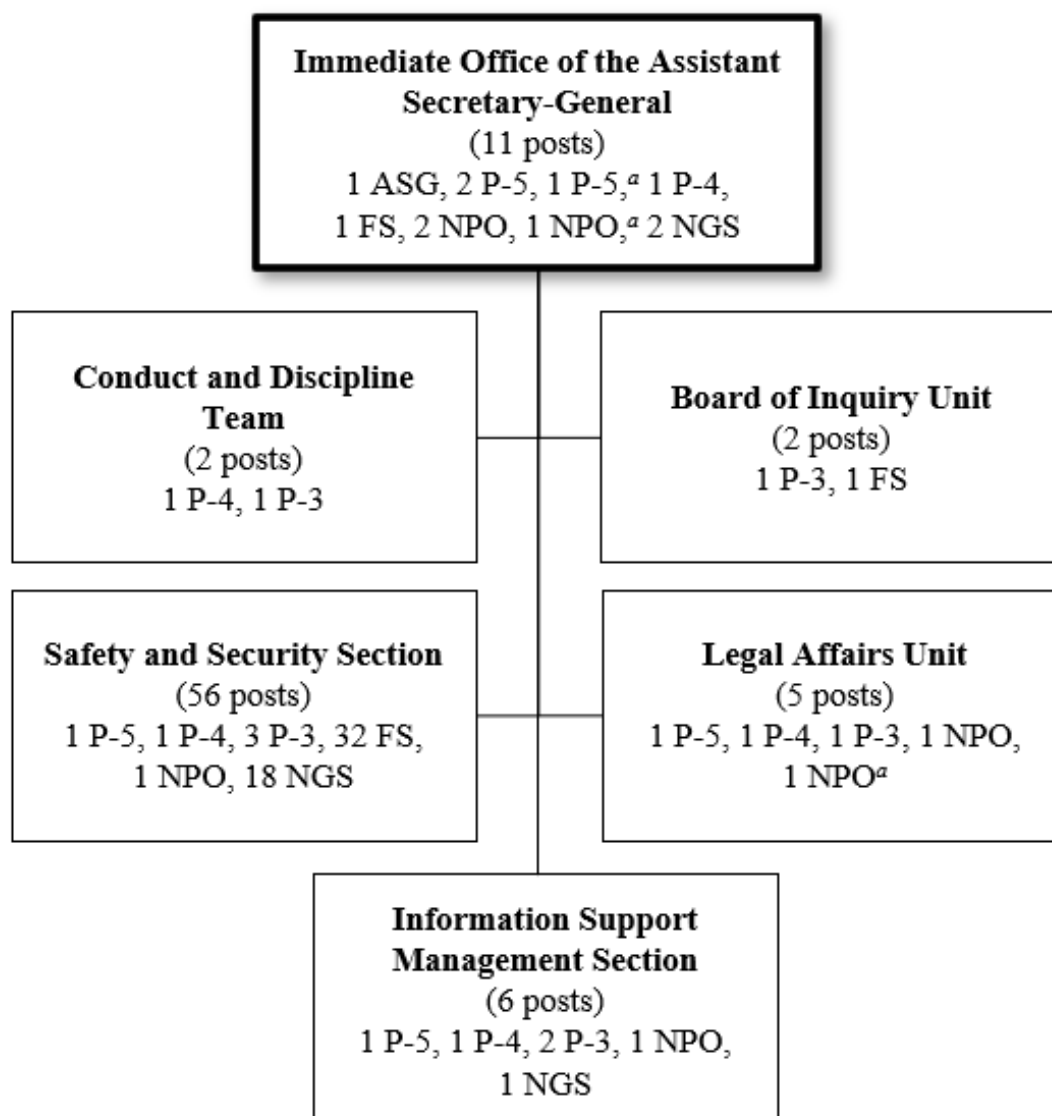 Immediate Office of the Assistant
Secretary-General
(11 posts)
1 ASG, 2 P-5, 1 P-5,ᵃ 1 P-4,
1 FS, 2 NPO, 1 NPO,ᵃ 2 NGS
Conduct and Discipline
Team
(2 posts)
1 P-4, 1 P-3
Board of Inquiry Unit
(2 posts)
1 P-3, 1 FS
Safety and Security Section
(56 posts)
1 P-5, 1 P-4, 3 P-3, 32 FS,
1 NPO, 18 NGS
Legal Affairs Unit
(5 posts)
1 P-5, 1 P-4, 1 P-3, 1 NPO,
1 NPOᵃ
Information Support
Management Section
(6 posts)
1 P-5, 1 P-4, 2 P-3, 1 NPO,
1 NGS